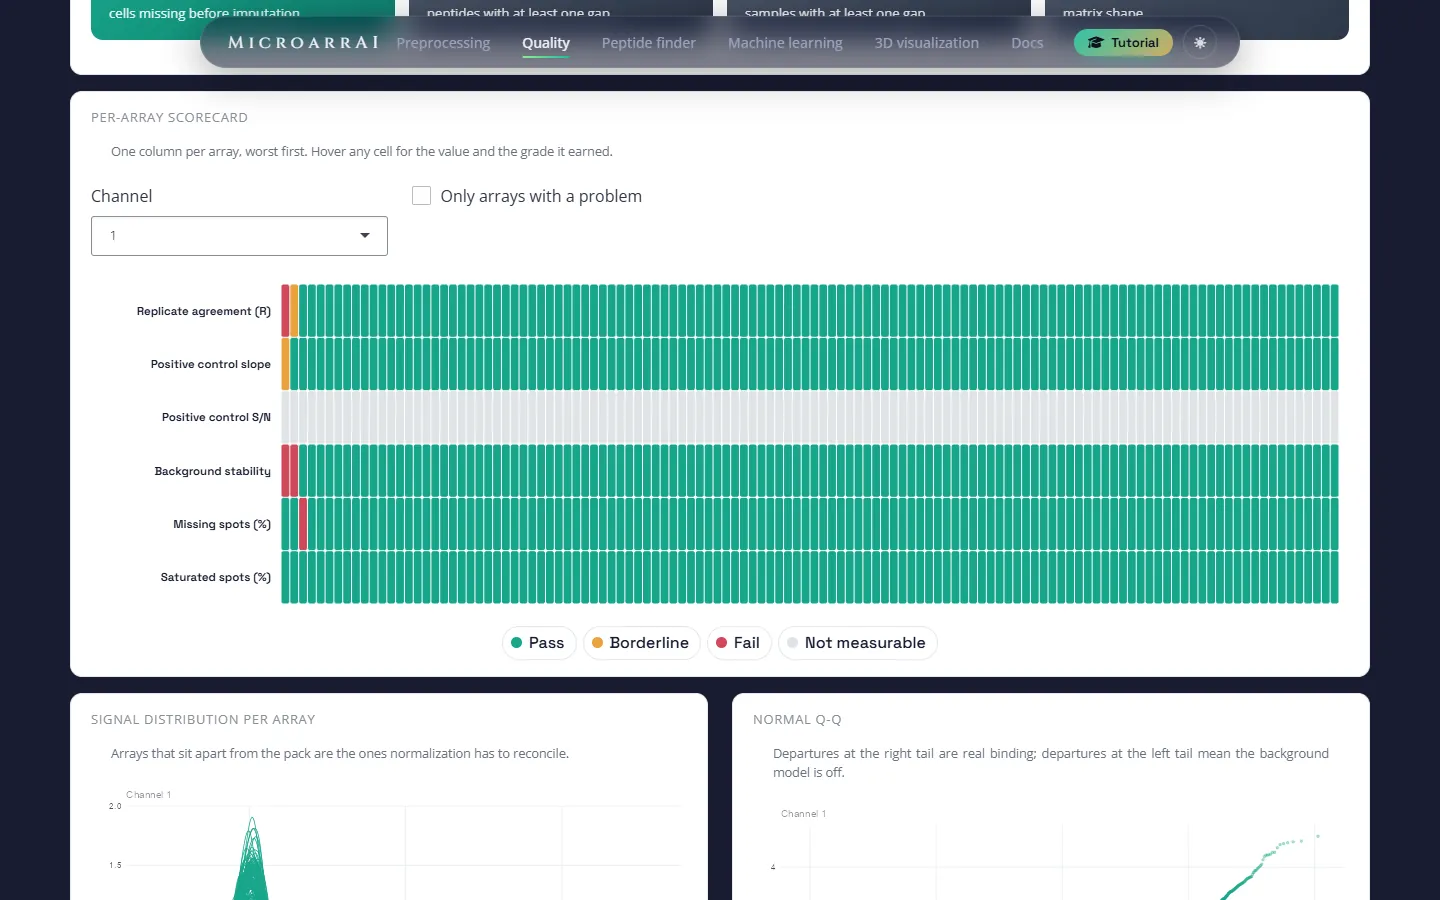 cells missing before imputation
peptides with at least one gap
samples with at least one gap
matrix shape
MICROARRAI
Preprocessing
Quality
Peptide finder
Machine learning
3D visualization
Docs
Tutorial
PER-ARRAY SCORECARD
One column per array, worst first. Hover any cell for the value and the grade it earned.
Channel
Only arrays with a problem
1
Replicate agreement (R)
Positive control slope
Positive control S/N
Background stability
Missing spots (%)
Saturated spots (%)
Pass
Borderline
Fail
Not measurable
SIGNAL DISTRIBUTION PER ARRAY
Arrays that sit apart from the pack are the ones normalization has to reconcile.
Channel 1
2.0
1.5
NORMAL Q-Q
Departures at the right tail are real binding; departures at the left tail mean the background
model is off.
Channel 1
4